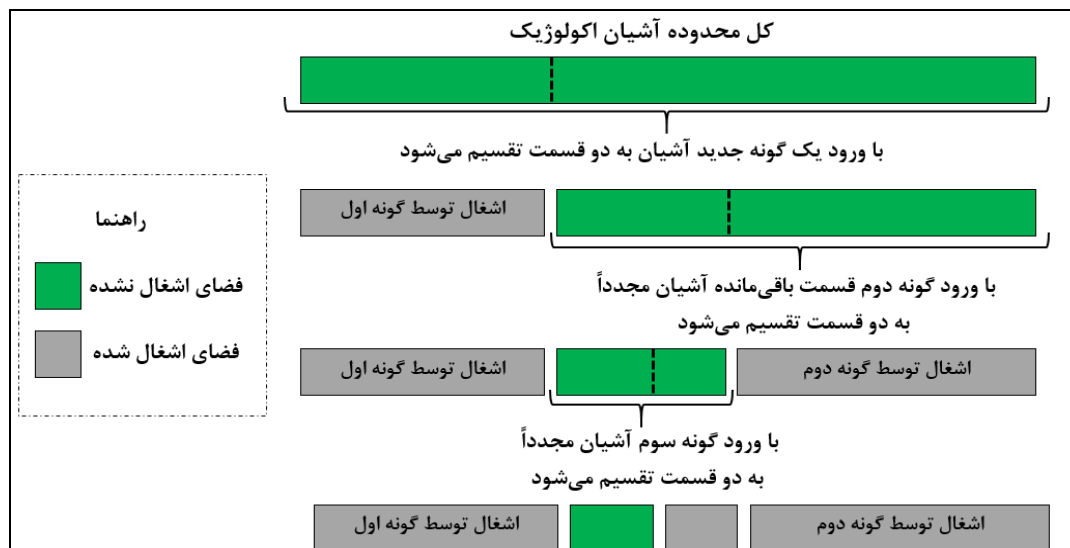 کل محدوده آشیان اکولوژیک
با ورود یک گونه جدید آشیان به دو قسمت تقسیم می‌شود
اشغال توسط گونه اول
راهنما
فضای اشغال نشده
فضای اشغال شده
با ورود گونه دوم قسمت باقی‌مانده آشیان مجدداً
به دو قسمت تقسیم می‌شود
اشغال توسط گونه دوم
اشغال توسط گونه اول
با ورود گونه سوم آشیان مجدداً
به دو قسمت تقسیم می‌شود
اشغال توسط گونه دوم
اشغال توسط گونه اول